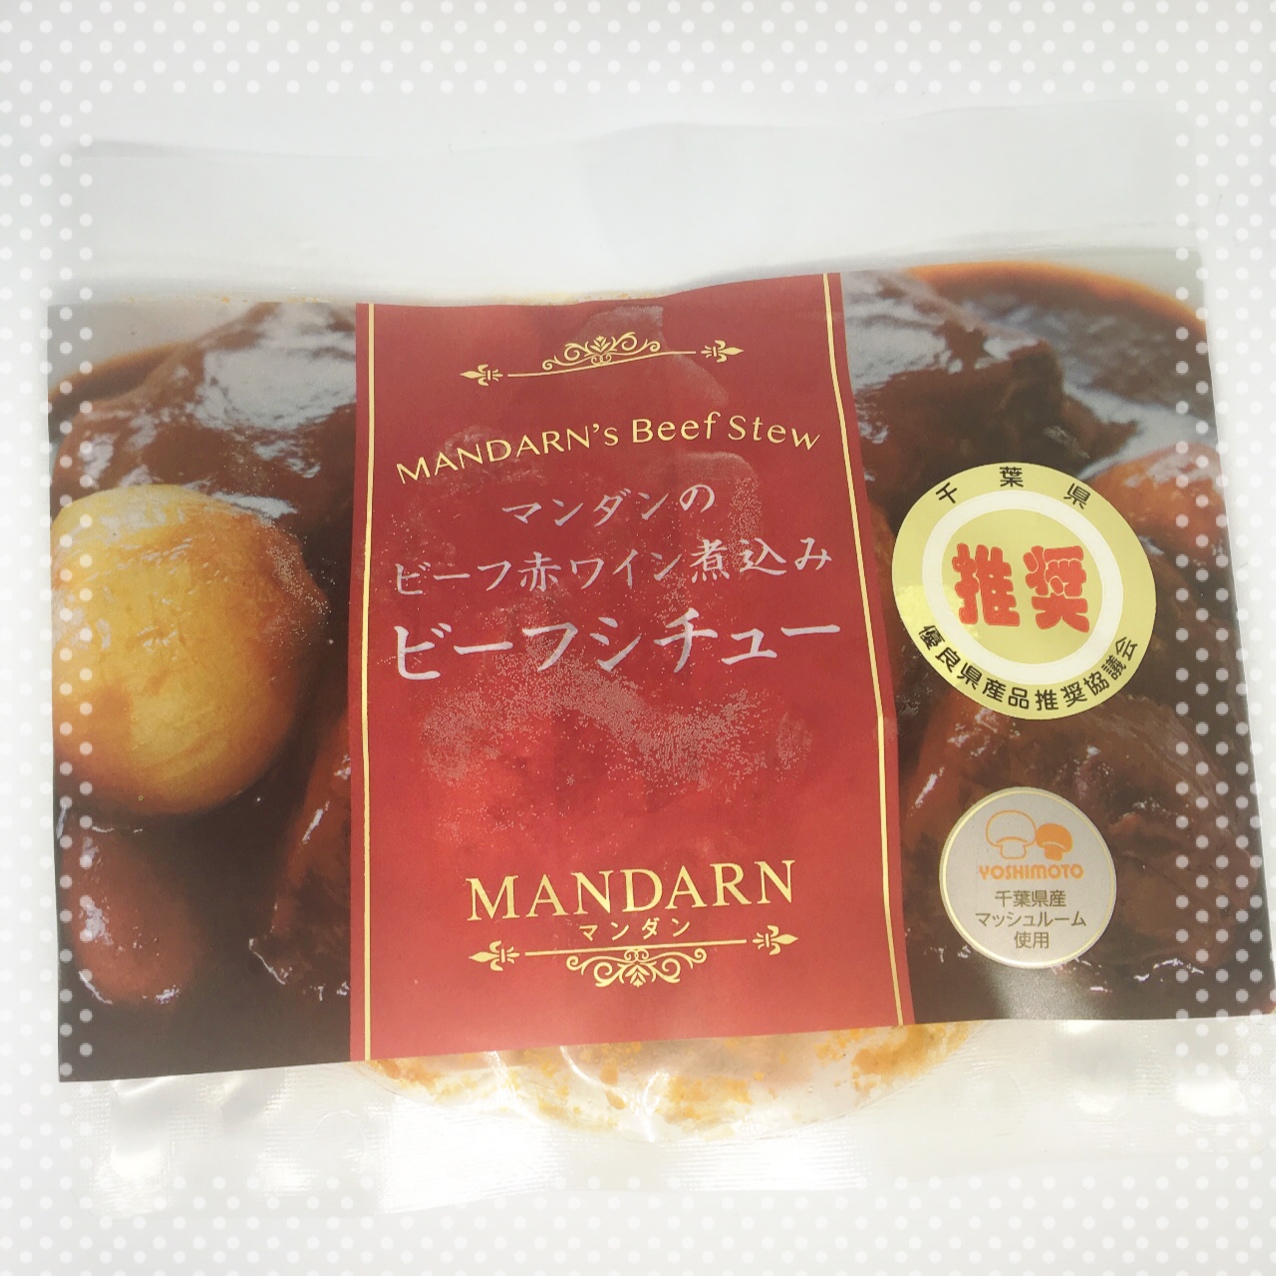 MANDARN's Beef Stew
マンダンの
ビーフ赤ワイン煮込み
ビーフシチュー
MANDARN
マンダン
千葉県
推奨
優良県産品推奨協議会
YOSHIMOTO
千葉県産
マッシュルーム
使用